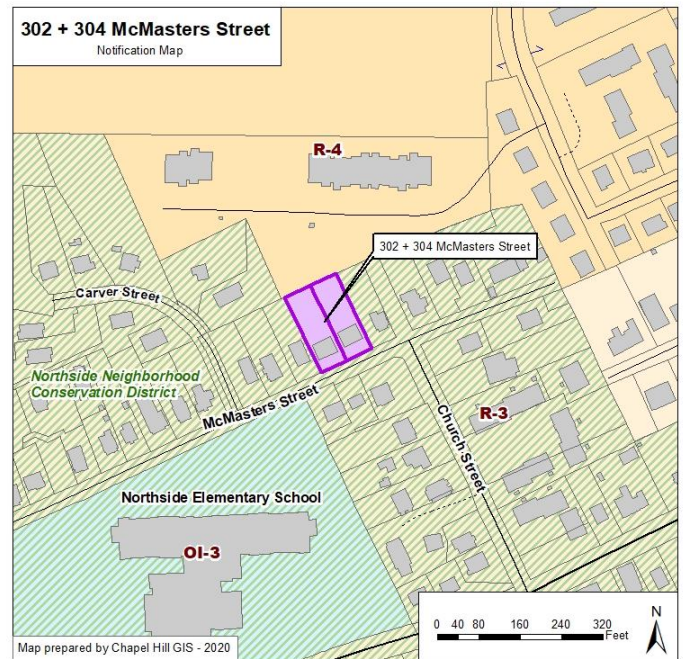 302 + 304 McMasters Street
Notification Map
R-4
302 + 304 McMasters Street
Carver Street
Northside Neighborhood
Conservation District
McMasters Street
Church Street
R-3
Northside Elementary School
OI-3
0 40 80 160 240 320
Feet
N
Map prepared by Chapel Hill GIS - 2020